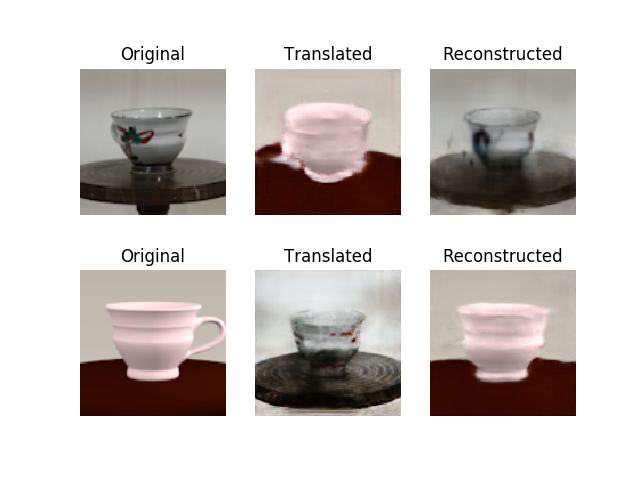 Original
Translated
Reconstructed
Original
Translated
Reconstructed